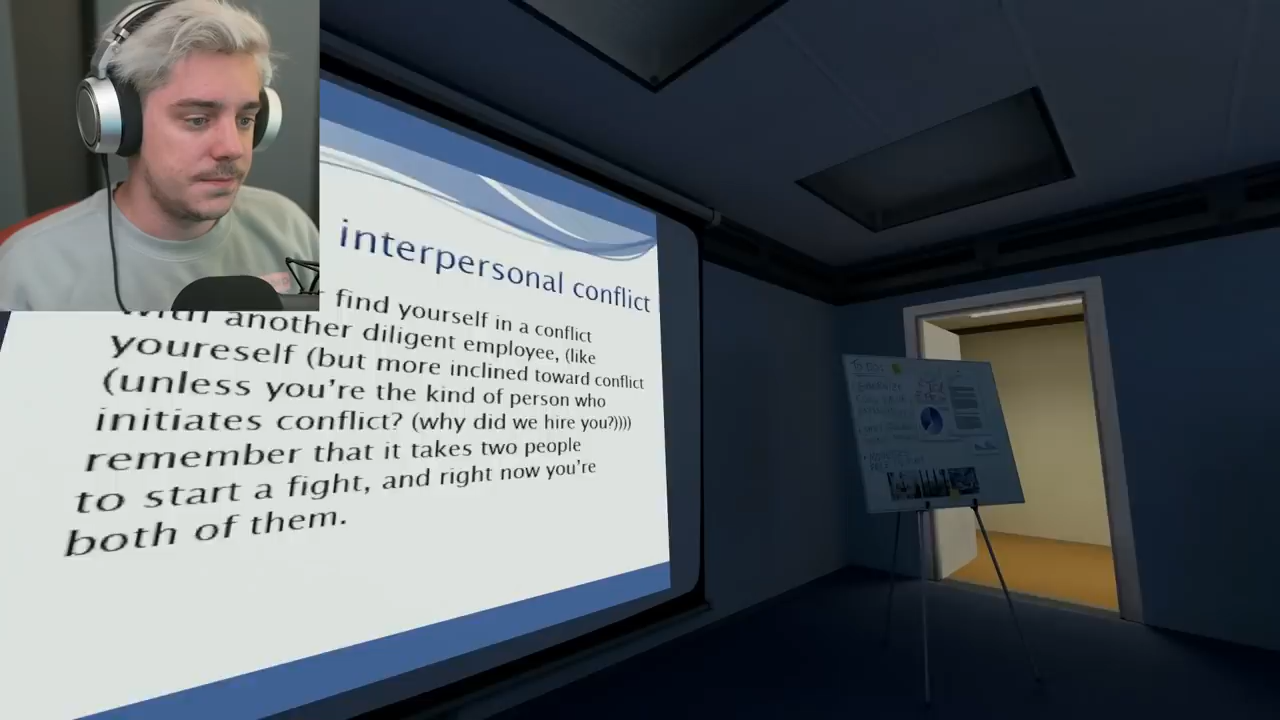 interpersonal conflict
find yourself in a conflict
with another diligent employee, (like
youreself (but more inclined toward conflict
(unless you're the kind of person who
initiates conflict? (why did we hire you?))))
remember that it takes two people
to start a fight, and right now you're
both of them.